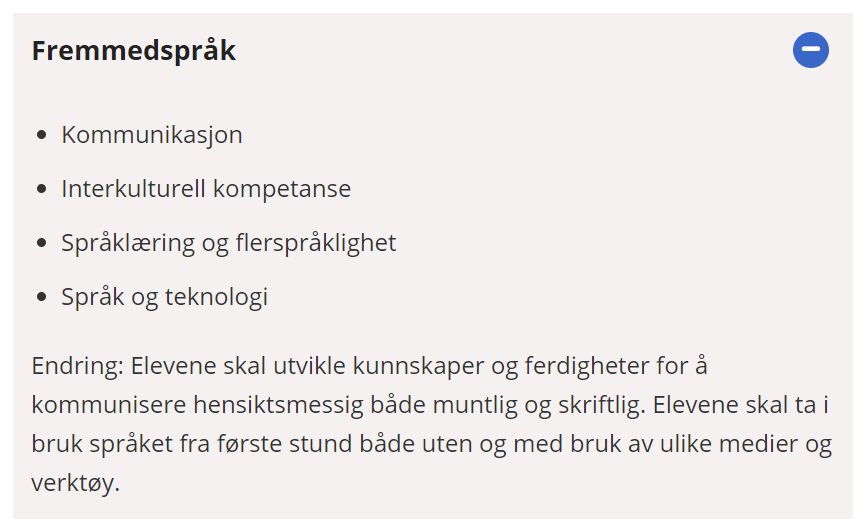 Fremmedspråk
• Kommunikasjon
• Interkulturell kompetanse
• Språklæring og flerspråklighet
• Språk og teknologi
Endring: Elevene skal utvikle kunnskaper og ferdigheter for å
kommunisere hensiktsmessig både muntlig og skriftlig. Elevene skal ta i
bruk språket fra første stund både uten og med bruk av ulike medier og
verktøy.